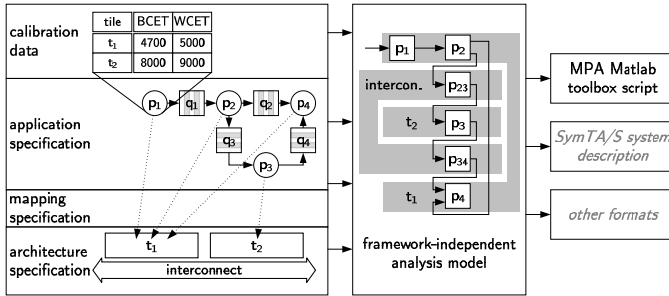 calibration data
tile BCET WCET
t1 4700 5000
t2 8000 9000
application specification
p1 q1 p2 q2 p4
q3 q4
p3
mapping specification
architecture specification
t1 t2
interconnect
p1 p2
intercon. p23
t2 p3
p34
t1 p4
framework-independent
analysis model
MPA Matlab
toolbox script
SymTA/S system
description
other formats